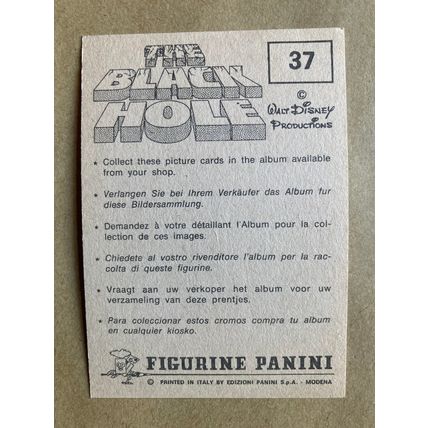 THE
BLACK
HOLE
37
©
WALT DISNEY
PRODUCTIONS
★ Collect these picture cards in the album available
from your shop.
★ Verlangen Sie bei Ihrem Verkäufer das Album fur
diese Bildersammlung.
★ Demandez à votre détaillant l'Album pour la col-
lection de ces images.
★ Chiedete al vostro rivenditore l'album per la rac-
colta di queste figurine.
★ Vraagt aan uw verkoper het album voor uw
verzameling van deze prentjes.
★ Para coleccionar estos cromos compra tu album
en cualquier kiosko.
FIGURINE PANINI
© PRINTED IN ITALY BY EDIZIONI PANINI S.p.A. - MODENA